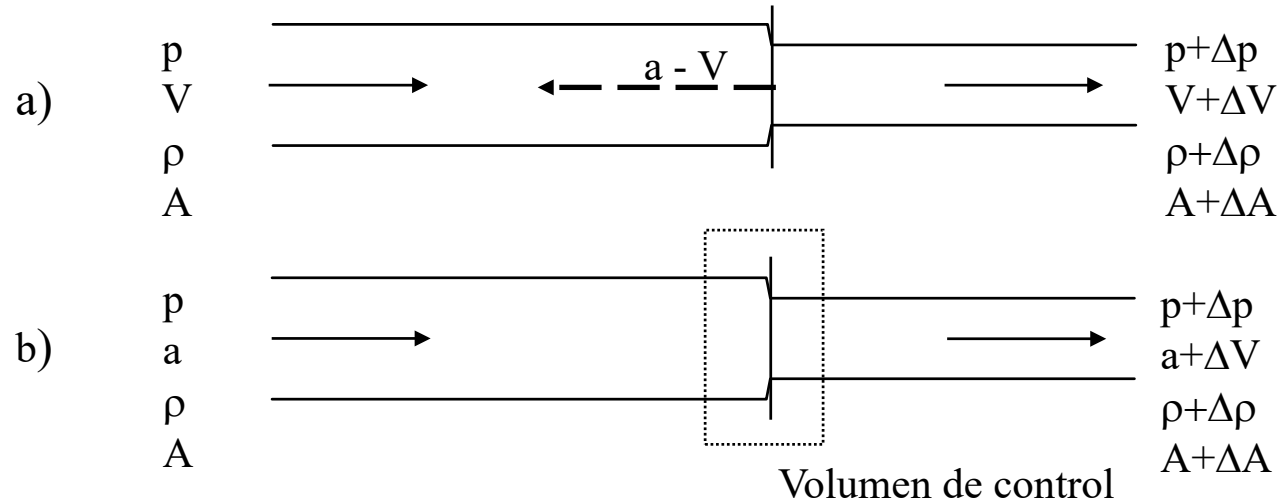 a)
p
V
ρ
A
a - V
p+Δp
V+ΔV
ρ+Δρ
A+ΔA
b)
p
a
ρ
A
p+Δp
a+ΔV
ρ+Δρ
A+ΔA
Volumen de control